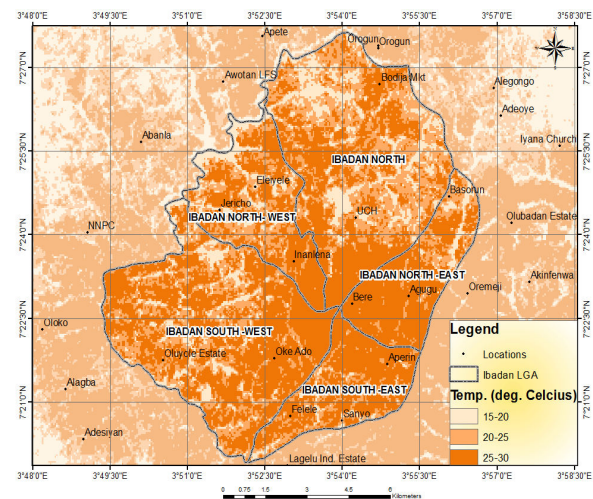 3°48'0"E 3°49'30"E 3°51'0"E 3°52'30"E 3°54'0"E 3°55'30"E 3°57'0"E 3°58'30"E
Apete
Orogun Orogun
7°27'0"N 7°27'0"N
Awotan LFS Bodija Mkt Alegongo
Adeoye
Abanla Iyana Church
7°25'30"N 7°25'30"N
IBADAN NORTH
Eleiyele Basorun
Jericho
IBADAN NORTH-WEST UCH Olubadan Estate
NNPC
7°24'0"N 7°24'0"N
Inaniena
IBADAN NORTH-EAST Akinfenwa
Bere Agugu Oremeji
7°22'30"N 7°22'30"N
Ololo
IBADAN SOUTH-WEST
Oluyole Estate Oke Ado Aperin
Alagba IBADAN SOUTH-EAST
7°21'0"N 7°21'0"N
Felele Sanyo
Adesiyan
Lagelu Ind. Estate
Legend
Locations
Ibadan LGA
Temp. (deg. Celcius)
15-20
20-25
25-30
3°48'0"E 3°49'30"E 3°51'0"E 3°52'30"E 3°54'0"E 3°55'30"E 3°57'0"E 3°58'30"E
0 0.75 1.5 3 4.5 6
Kilometers